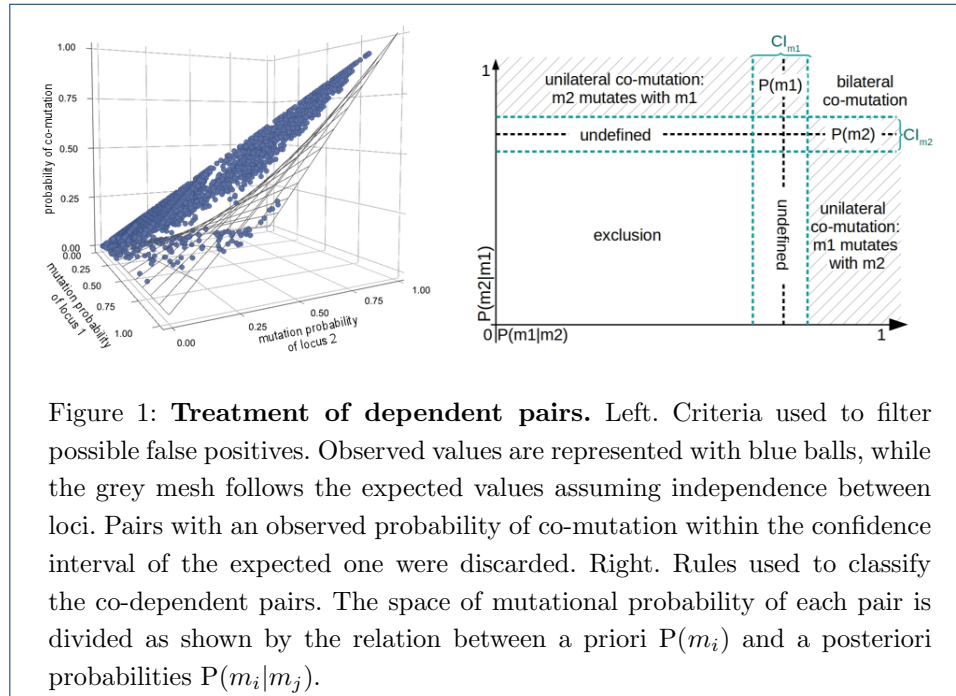 1.00
0.75
0.50
0.25
0.00
probability of co-mutation
0.00
0.25
0.50
0.75
1.00
mutation probability
of locus 1
0.00
0.25
0.50
0.75
1.00
mutation probability
of locus 2
CI_m1
1
unilateral co-mutation:
m2 mutates with m1
P(m1)
bilateral
co-mutation
undefined
P(m2)
CI_m2
exclusion
undefined
unilateral
co-mutation:
m1 mutates
with m2
P(m2|m1)
0
P(m1|m2)
1
Figure 1: Treatment of dependent pairs. Left. Criteria used to filter
possible false positives. Observed values are represented with blue balls, while
the grey mesh follows the expected values assuming independence between
loci. Pairs with an observed probability of co-mutation within the confidence
interval of the expected one were discarded. Right. Rules used to classify
the co-dependent pairs. The space of mutational probability of each pair is
divided as shown by the relation between a priori P(m_i) and a posteriori
probabilities P(m_i|m_j).